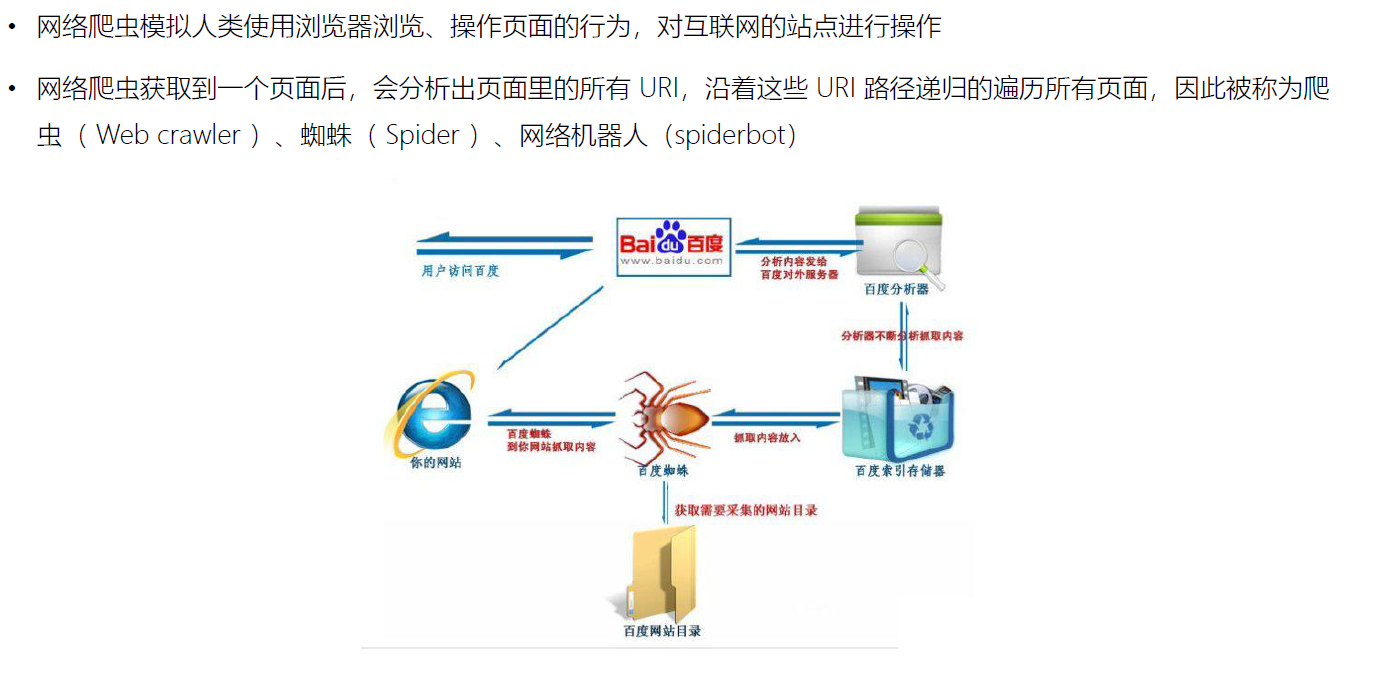 • 网络爬虫模拟人类使用浏览器浏览、操作页面的行为，对互联网的站点进行操作
• 网络爬虫获取到一个页面后，会分析出页面里的所有 URI，沿着这些 URI 路径递归的遍历所有页面，因此被称为爬
虫（ Web crawler ）、蜘蛛（ Spider ）、网络机器人（spiderbot）
Bai du 百度
www.baidu.com
用户访问百度
分析内容发给
百度对外服务器
百度分析器
分析器不断分析抓取内容
百度蜘蛛
到你网站抓取内容
抓取内容放入
你的网站
百度蜘蛛
百度索引存储器
获取需要采集的网站目录
百度网站目录